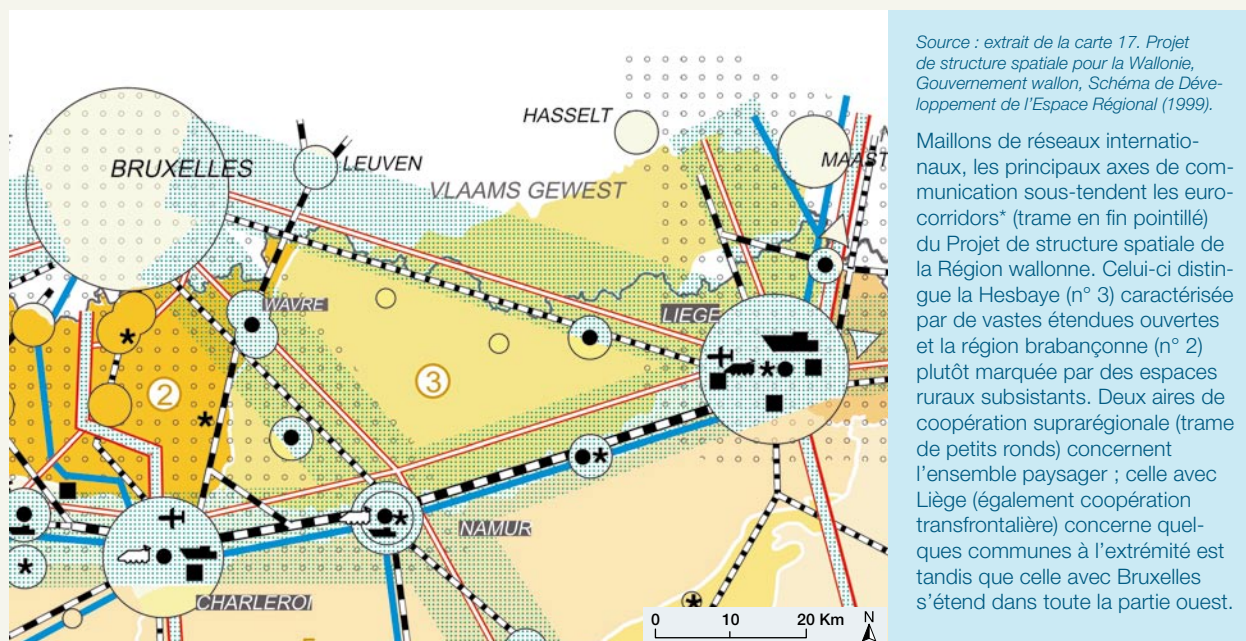 HASSELT
BRUXELLES
LEUVEN
MAAST
VLAAMS GEWEST
WAVRE
LIEGE
2
3
NAMUR
CHARLEROI
0 10 20 Km
N
Source : extrait de la carte 17. Projet
de structure spatiale pour la Wallonie,
Gouvernement wallon, Schéma de Déve-
loppement de l'Espace Régional (1999).
Maillons de réseaux internatio-
naux, les principaux axes de com-
munication sous-tendent les euro-
corridors* (trame en fin pointillé)
du Projet de structure spatiale de
la Région wallonne. Celui-ci distin-
gue la Hesbaye (n° 3) caractérisée
par de vastes étendues ouvertes
et la région brabançonne (n° 2)
plutôt marquée par des espaces
ruraux subsistants. Deux aires de
coopération suprarégionale (trame
de petits ronds) concernent
l'ensemble paysager ; celle avec
Liège (également coopération
transfrontalière) concerne quel-
ques communes à l'extrémité est
tandis que celle avec Bruxelles
s'étend dans toute la partie ouest.